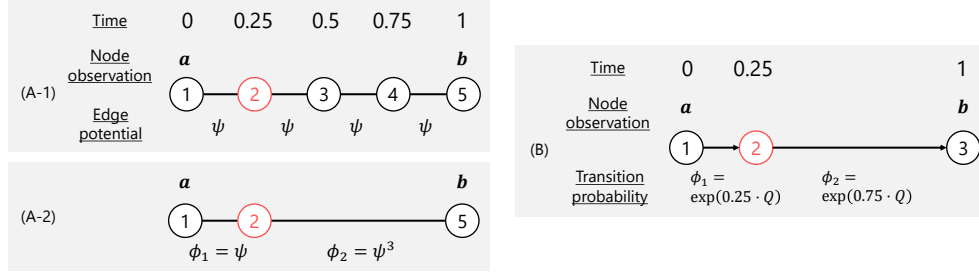 Time 0 0.25 0.5 0.75 1
Node
observation
a b
(A-1)
1 2 3 4 5
Edge
potential
ψ ψ ψ ψ
a b
(A-2)
1 2 5
ϕ₁ = ψ ϕ₂ = ψ³
Time 0 0.25 1
Node
observation
a b
(B)
1 2 3
Transition
probability
ϕ₁ =
exp(0.25 · Q)
ϕ₂ =
exp(0.75 · Q)